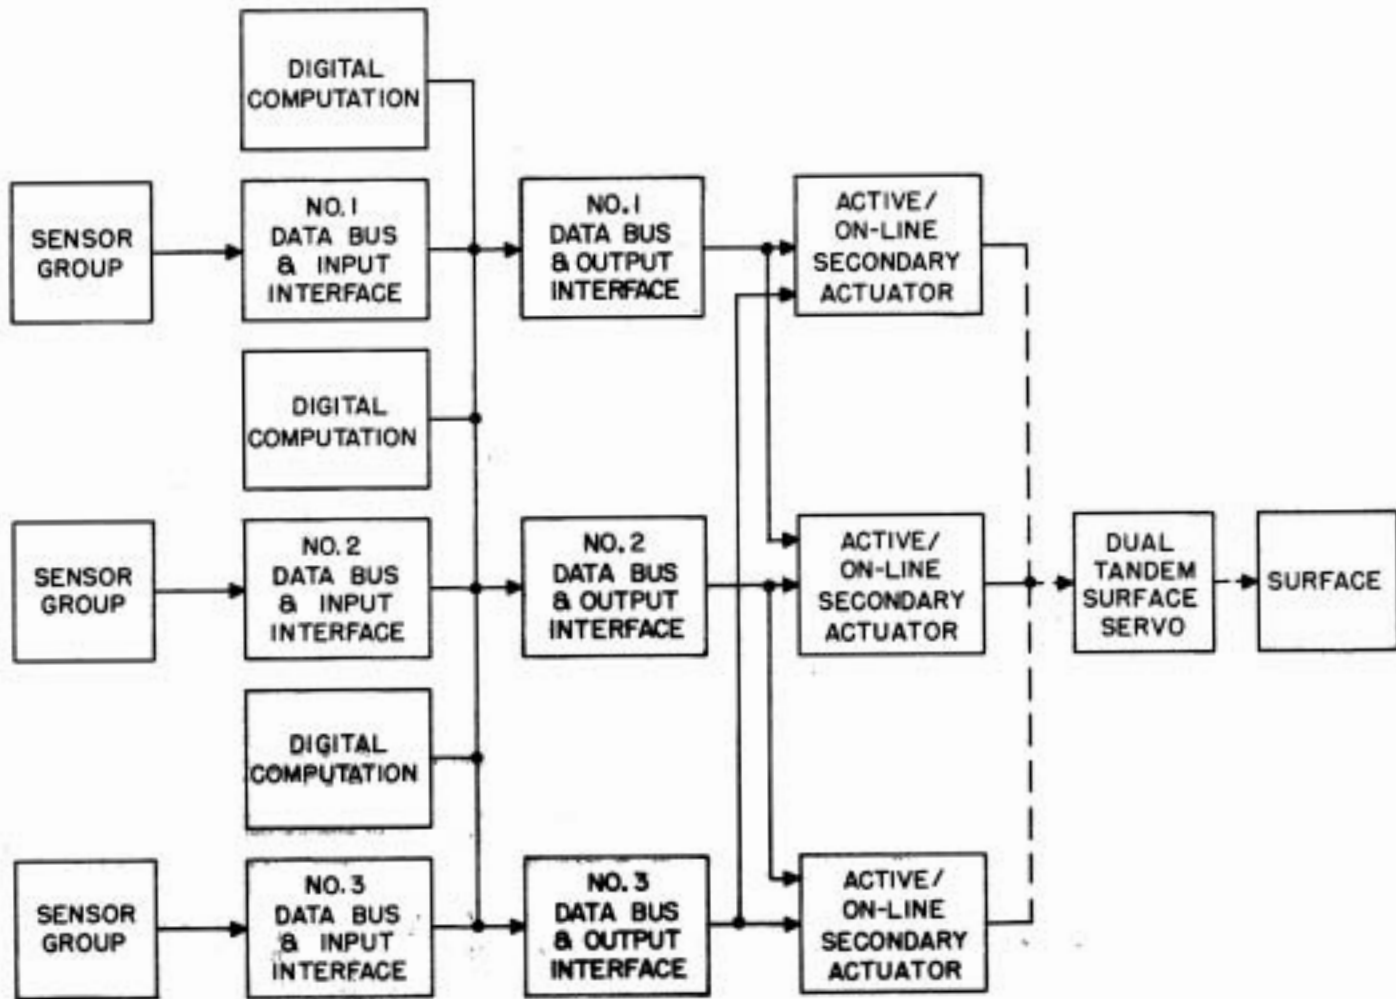 DIGITAL
COMPUTATION
SENSOR
GROUP
NO.1
DATA BUS
& INPUT
INTERFACE
NO.1
DATA BUS
& OUTPUT
INTERFACE
ACTIVE/
ON-LINE
SECONDARY
ACTUATOR
DIGITAL
COMPUTATION
SENSOR
GROUP
NO.2
DATA BUS
& INPUT
INTERFACE
NO.2
DATA BUS
& OUTPUT
INTERFACE
ACTIVE/
ON-LINE
SECONDARY
ACTUATOR
DUAL
TANDEM
SURFACE
SERVO
SURFACE
DIGITAL
COMPUTATION
SENSOR
GROUP
NO.3
DATA BUS
& INPUT
INTERFACE
NO.3
DATA BUS
& OUTPUT
INTERFACE
ACTIVE/
ON-LINE
SECONDARY
ACTUATOR